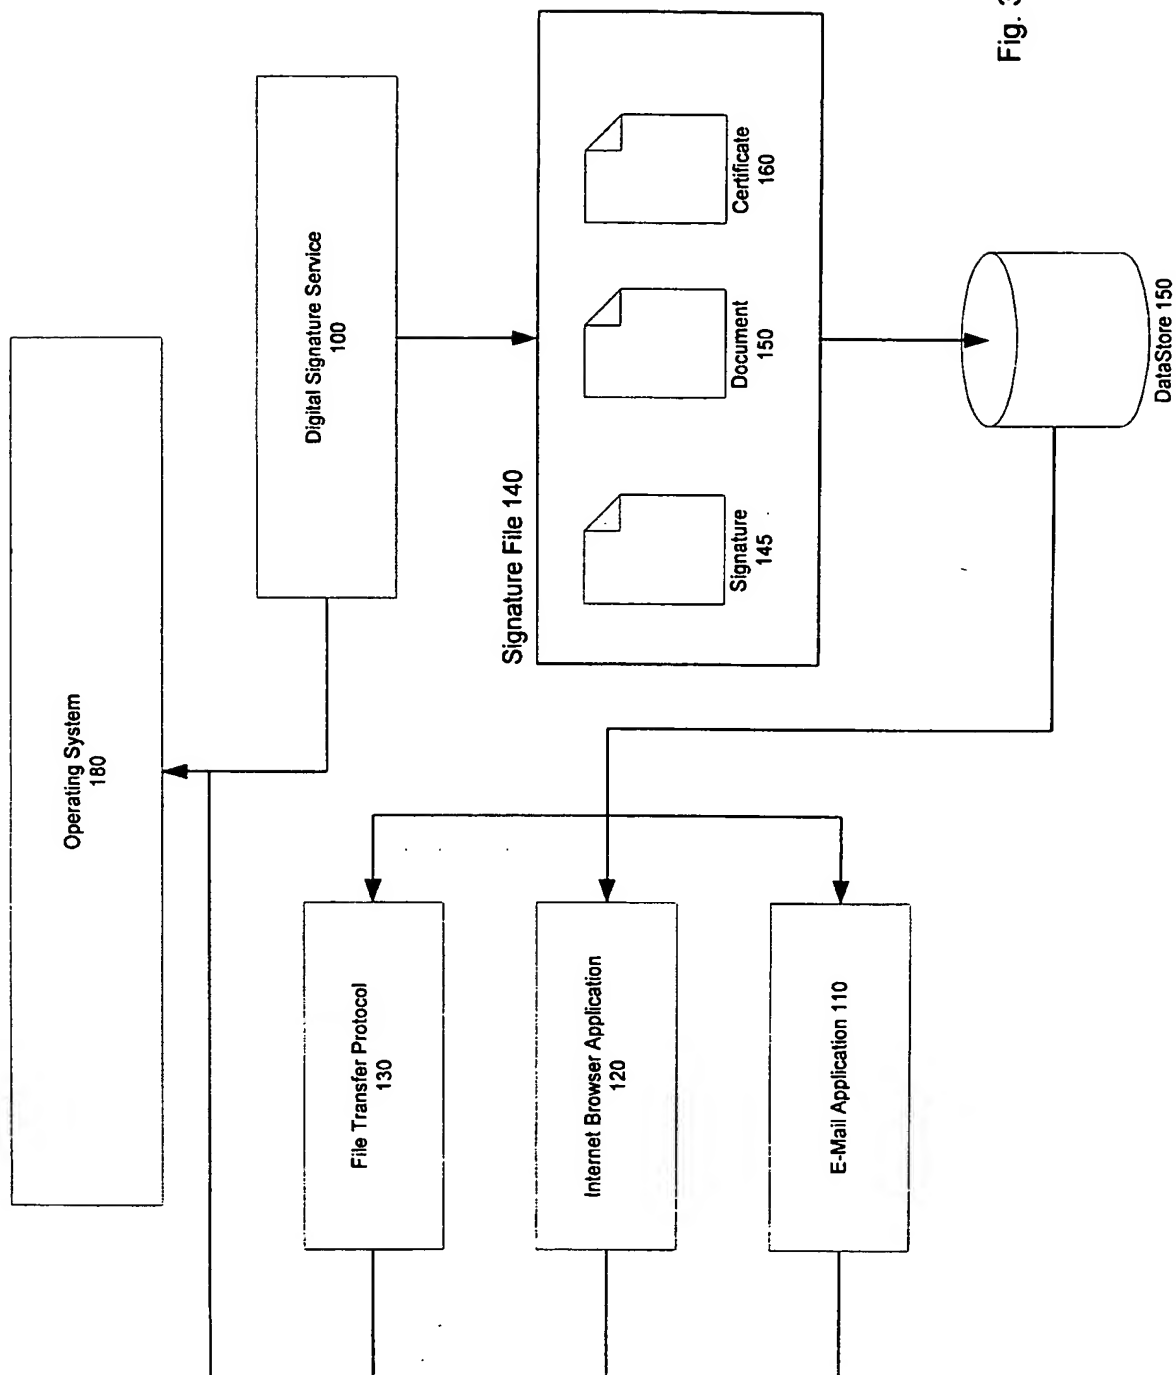 Operating System
180
Digital Signature Service
100
Signature File 140
Signature
145
Document
150
Certificate
160
DataStore 150
File Transfer Protocol
130
Internet Browser Application
120
E-Mail Application 110
Fig. 3